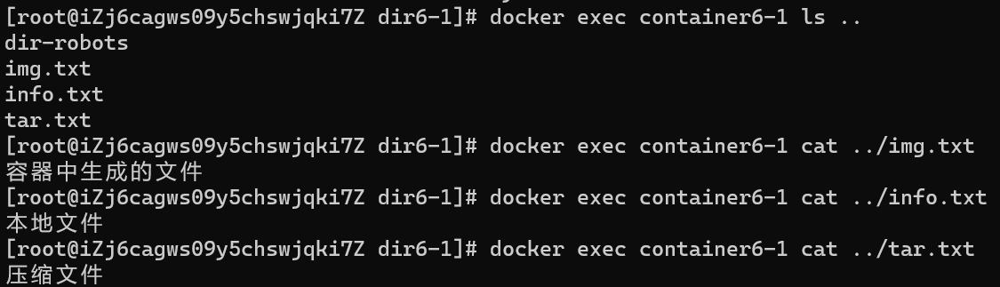 [root@iZj6cagws09y5chswjqki7Z dir6-1]# docker exec container6-1 ls ..
dir-robots
img.txt
info.txt
tar.txt
[root@iZj6cagws09y5chswjqki7Z dir6-1]# docker exec container6-1 cat ../img.txt
容器中生成的文件
[root@iZj6cagws09y5chswjqki7Z dir6-1]# docker exec container6-1 cat ../info.txt
本地文件
[root@iZj6cagws09y5chswjqki7Z dir6-1]# docker exec container6-1 cat ../tar.txt
压缩文件